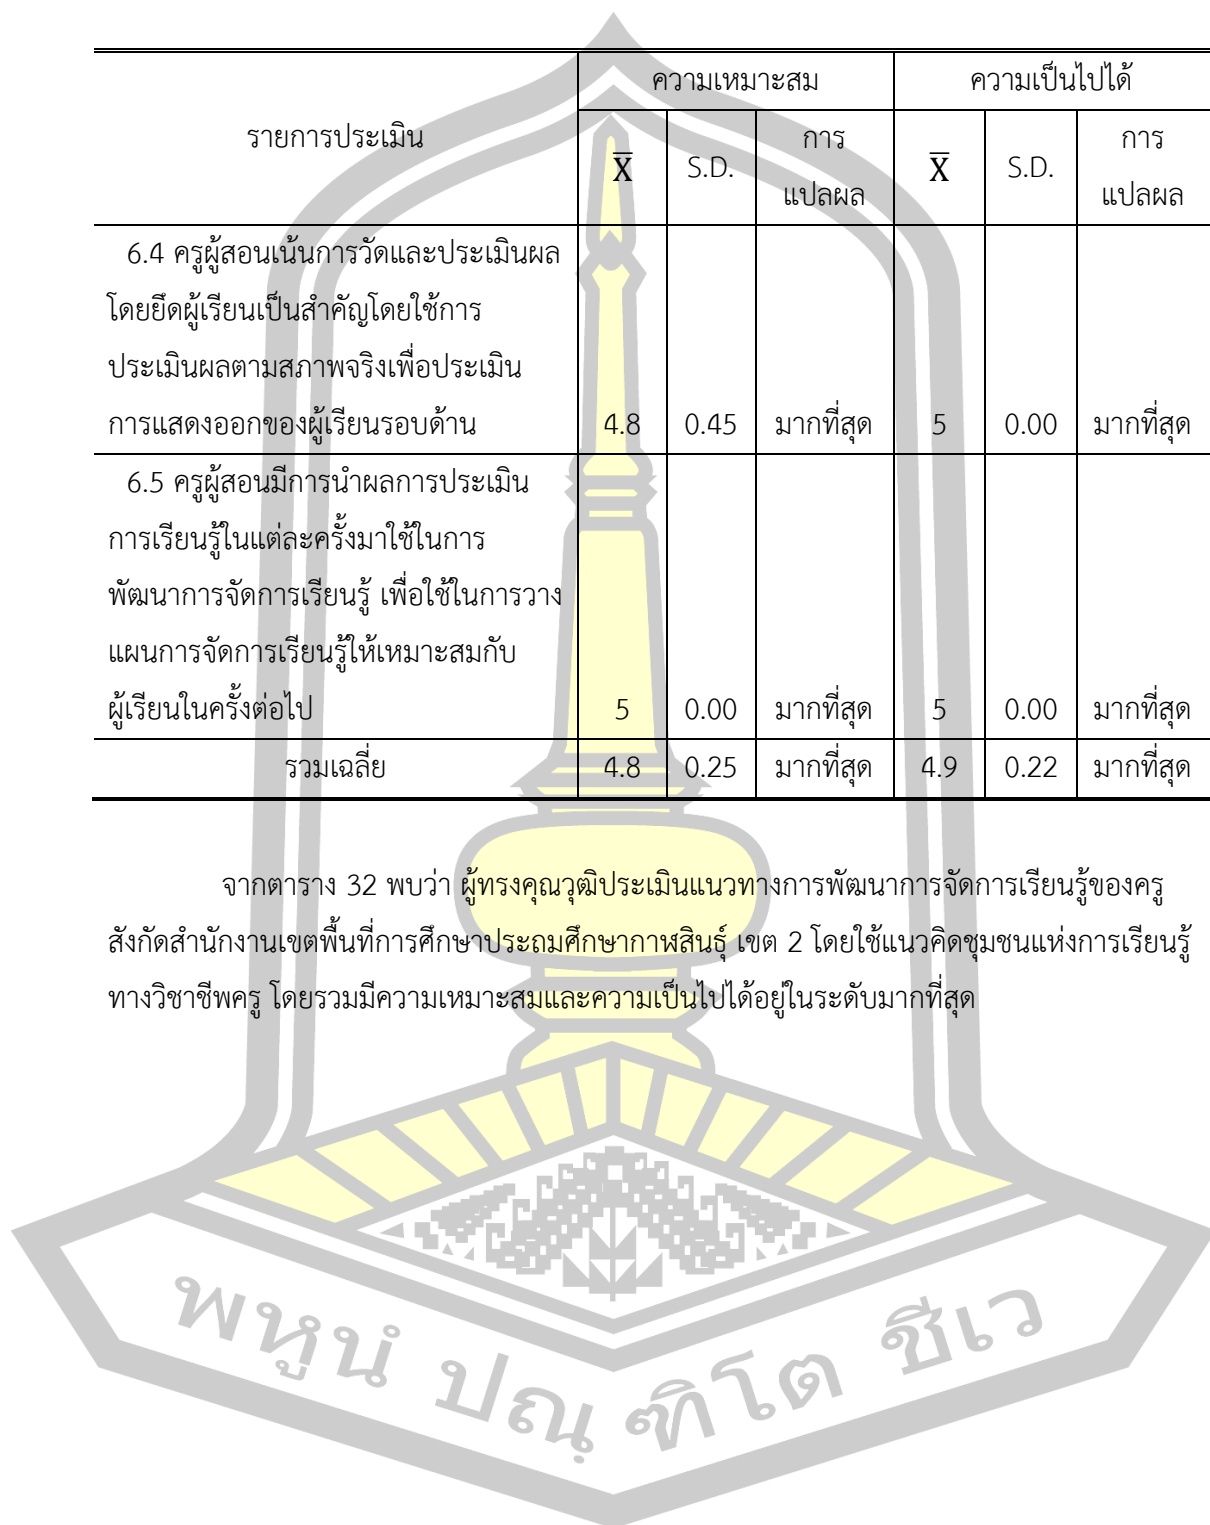 รายการประเมิน ความเหมาะสม ความเป็นไปได้
X̅ S.D. การแปลผล X̅ S.D. การแปลผล
6.4 ครูผู้สอนเน้นการวัดและประเมินผล
โดยยึดผู้เรียนเป็นสำคัญโดยใช้การ
ประเมินผลตามสภาพจริงเพื่อประเมิน
การแสดงออกของผู้เรียนรอบด้าน 4.8 0.45 มากที่สุด 5 0.00 มากที่สุด
6.5 ครูผู้สอนมีการนำผลการประเมิน
การเรียนรู้ในแต่ละครั้งมาใช้ในการ
พัฒนาการจัดการเรียนรู้ เพื่อใช้ในการวาง
แผนการจัดการเรียนรู้ให้เหมาะสมกับ
ผู้เรียนในครั้งต่อไป 5 0.00 มากที่สุด 5 0.00 มากที่สุด
รวมเฉลี่ย 4.8 0.25 มากที่สุด 4.9 0.22 มากที่สุด
จากตาราง 32 พบว่า ผู้ทรงคุณวุฒิประเมินแนวทางการพัฒนาการจัดการเรียนรู้ของครู
สังกัดสำนักงานเขตพื้นที่การศึกษาประถมศึกษากาฬสินธุ์ เขต 2 โดยใช้แนวคิดชุมชนแห่งการเรียนรู้
ทางวิชาชีพครู โดยรวมมีความเหมาะสมและความเป็นไปได้อยู่ในระดับมากที่สุด
พหูนํ ปณฺฑิโต ชีเว